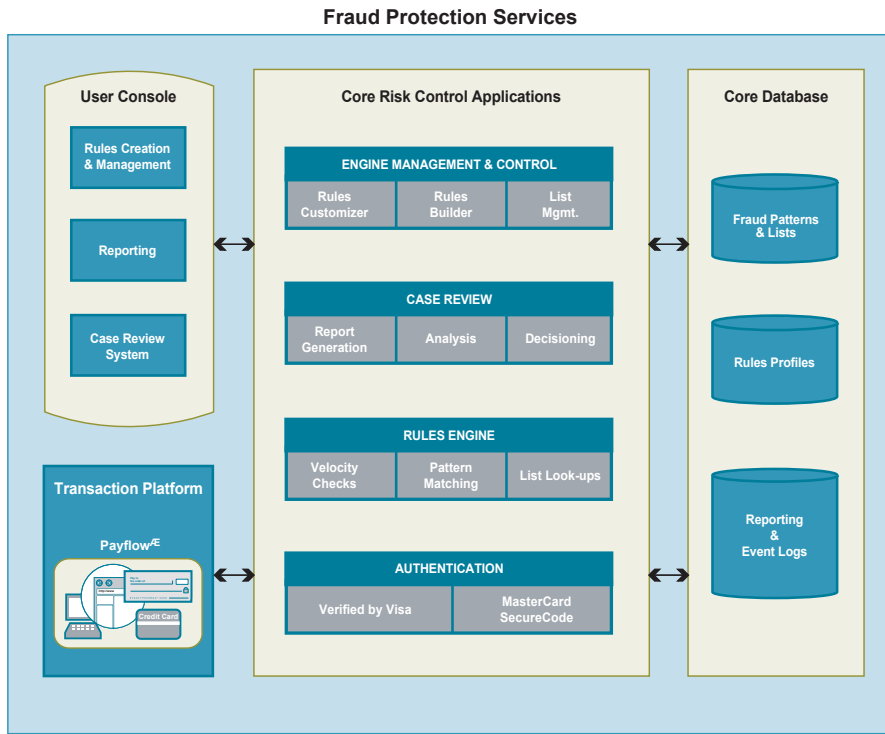 Fraud Protection Services
User Console
Rules Creation
& Management
Reporting
Case Review
System
Transaction Platform
PayflowÆ
http://www
Credit Card
Core Risk Control Applications
ENGINE MANAGEMENT & CONTROL
Rules
Customizer
Rules
Builder
List
Mgmt.
CASE REVIEW
Report
Generation
Analysis
Decisioning
RULES ENGINE
Velocity
Checks
Pattern
Matching
List Look-ups
AUTHENTICATION
Verified by Visa
MasterCard
SecureCode
Core Database
Fraud Patterns
& Lists
Rules Profiles
Reporting
&
Event Logs